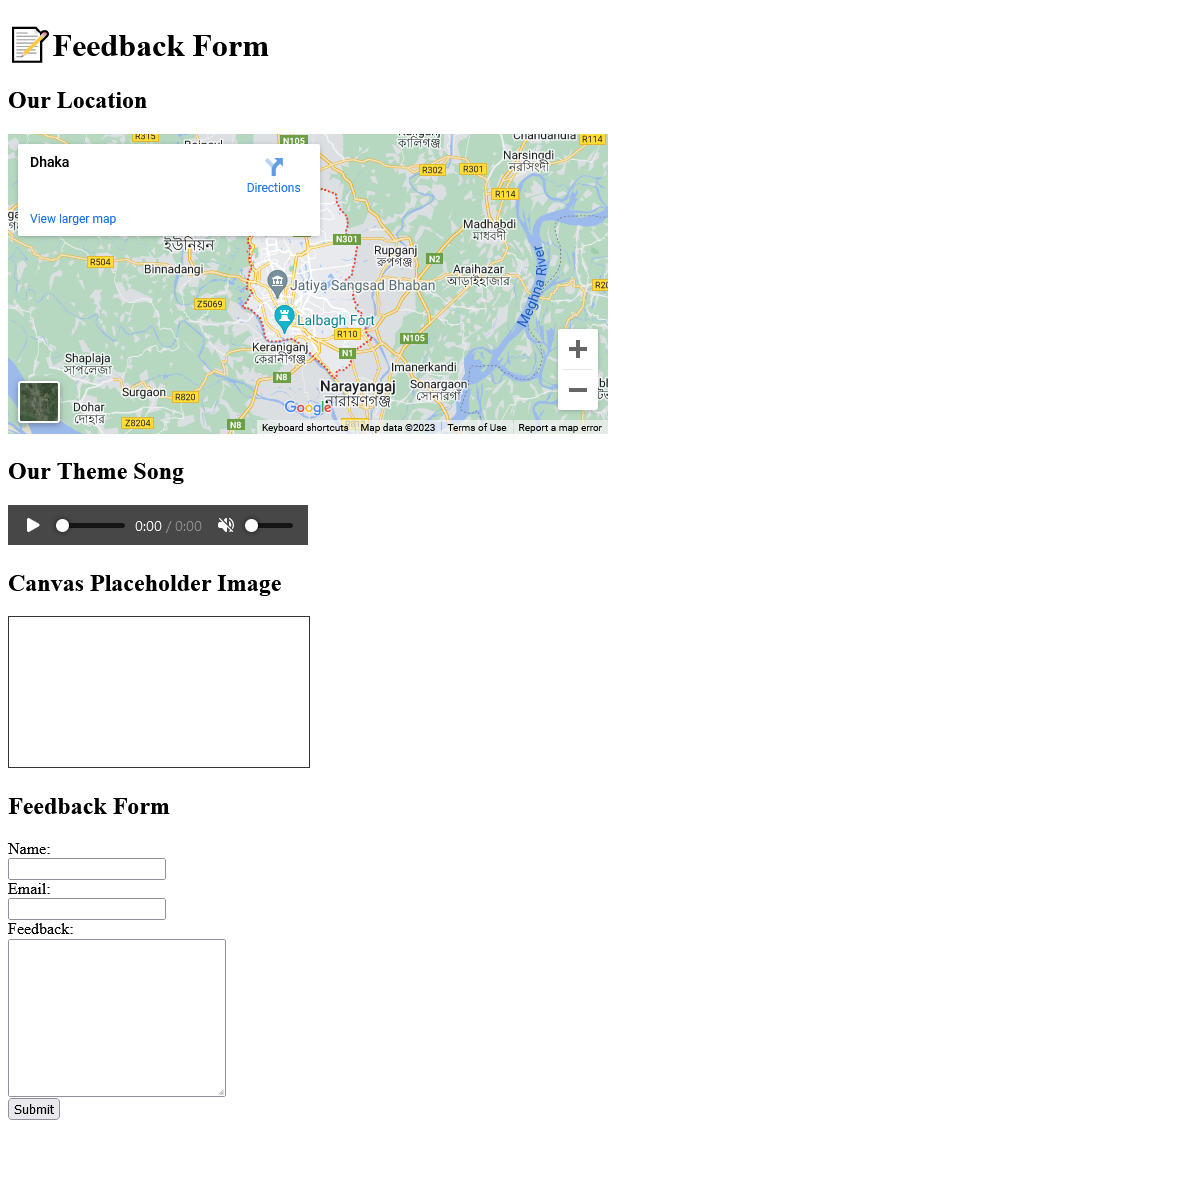 Feedback Form
Our Location
R315
N105
কালিগঞ্জ
R114
Dhaka
Directions
View larger map
Narsingdi
নরসিংদী
R302
R301
R114
ইউনিয়ন
N301
Madhabdi
মাধবদী
Rupganj
রুপগঞ্জ
N2
R504
Binnadangi
Araihazar
আড়াইহাজার
Meghna River
Jatiya Sangsad Bhaban
Z5069
Lalbagh Fort
R110
N105
Keraniganj
কেরানীগঞ্জ
N1
Shaplaja
সাপলেজা
Imanerkandi
N8
Narayangaj
নারায়ণগঞ্জ
Sonargaon
সোনারগাঁ
Surgaon
R820
Dohar
দোহার
Z8204
N8
Google
Keyboard shortcuts Map data ©2023 Terms of Use Report a map error
Our Theme Song
0:00 / 0:00
Canvas Placeholder Image
Feedback Form
Name:
Email:
Feedback:
Submit